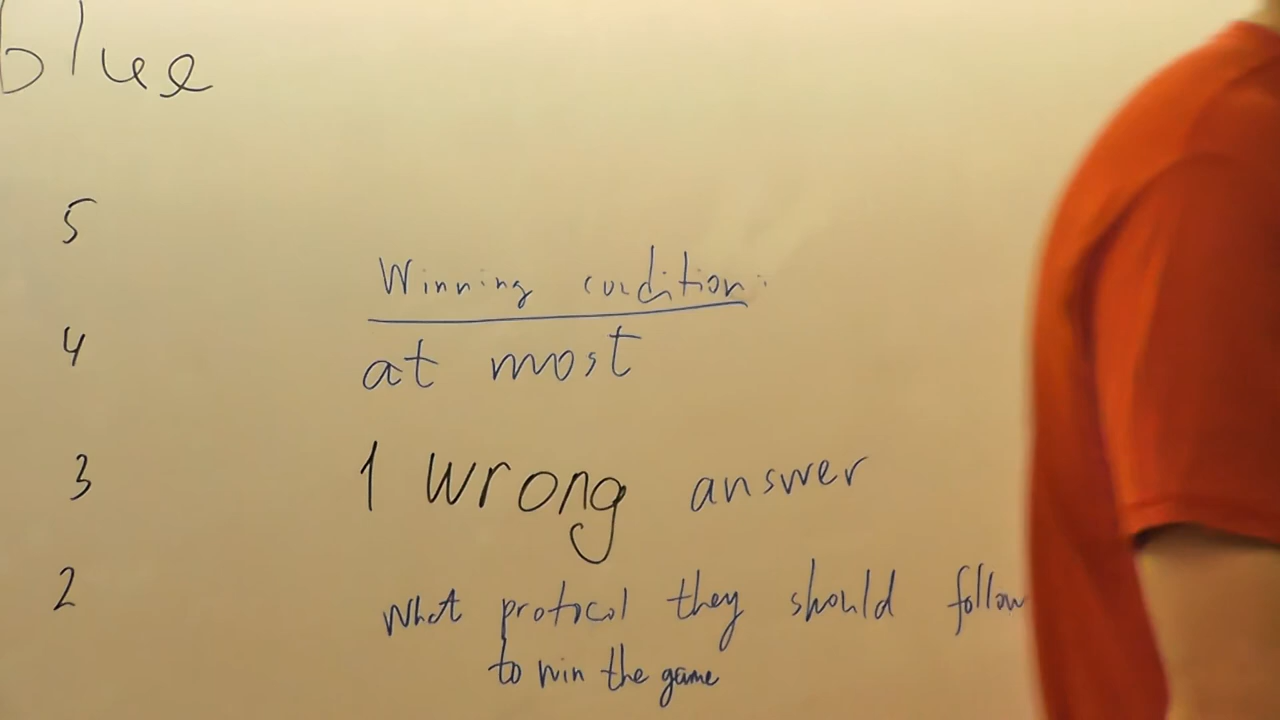 blue
5
Winning condition:
4
at most
3
1 wrong answer
2
What protocol they should follow
to win the game